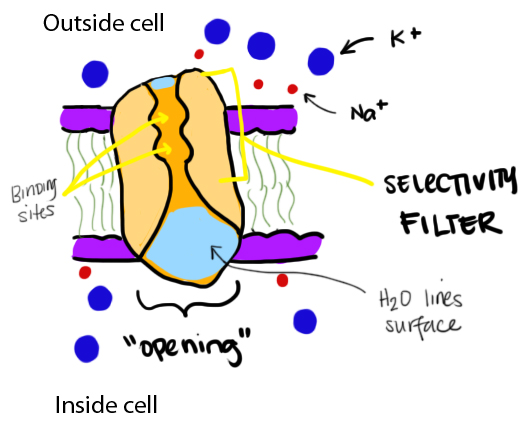 Outside cell
K+
Na+
Binding
sites
SELECTIVITY
FILTER
H2O lines
surface
"opening"
Inside cell